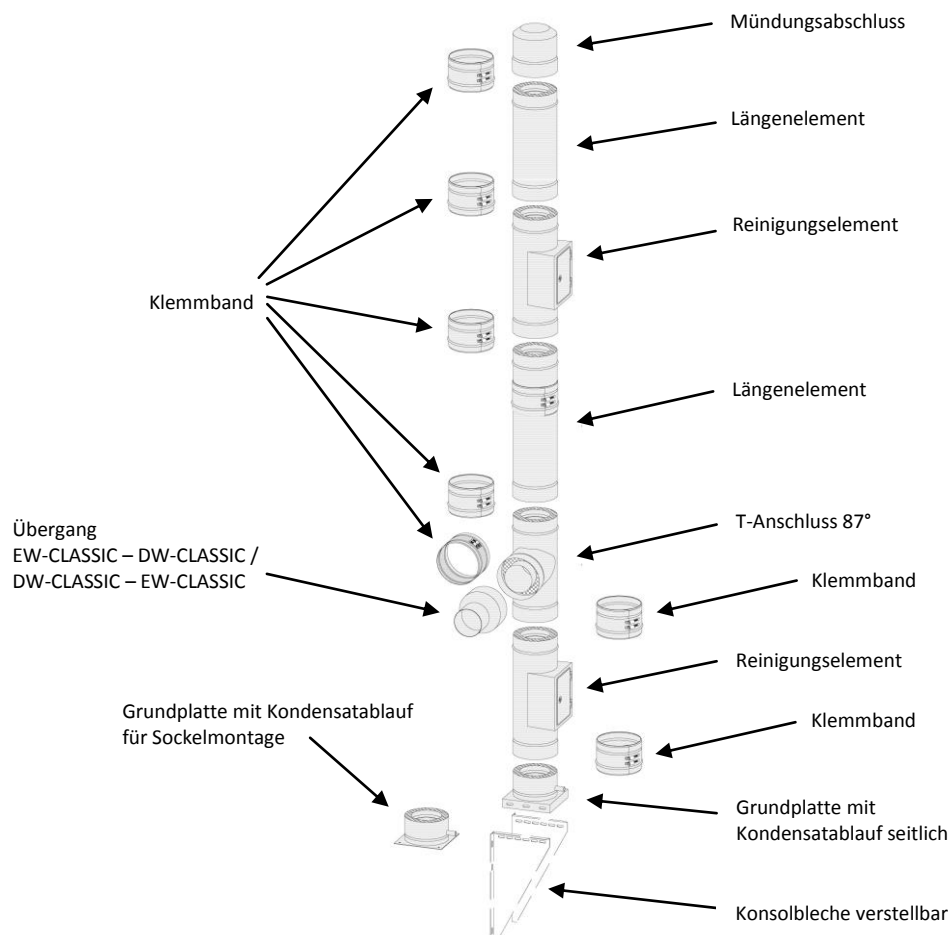 Mündungsabschluss
Längenelement
Reinigungselement
Klemmband
Längenelement
T-Anschluss 87°
Übergang
EW-CLASSIC – DW-CLASSIC /
DW-CLASSIC – EW-CLASSIC
Klemmband
Reinigungselement
Grundplatte mit Kondensatablauf
für Sockelmontage
Klemmband
Grundplatte mit
Kondensatablauf seitlich
Konsolbleche verstellbar